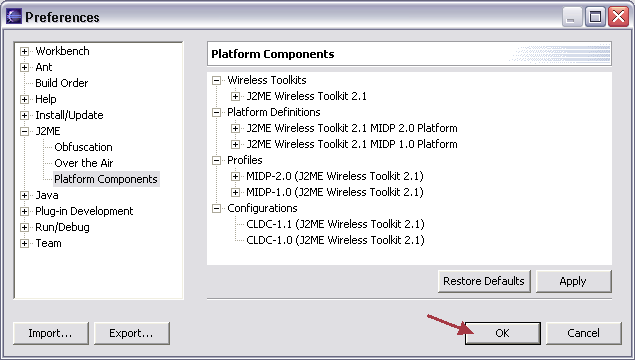 Preferences
Workbench
Ant
Build Order
Help
Install/Update
J2ME
Obfuscation
Over the Air
Platform Components
Java
Plug-in Development
Run/Debug
Team
Platform Components
Wireless Toolkits
J2ME Wireless Toolkit 2.1
Platform Definitions
J2ME Wireless Toolkit 2.1 MIDP 2.0 Platform
J2ME Wireless Toolkit 2.1 MIDP 1.0 Platform
Profiles
MIDP-2.0 (J2ME Wireless Toolkit 2.1)
MIDP-1.0 (J2ME Wireless Toolkit 2.1)
Configurations
CLDC-1.1 (J2ME Wireless Toolkit 2.1)
CLDC-1.0 (J2ME Wireless Toolkit 2.1)
Restore Defaults Apply
Import... Export... OK Cancel